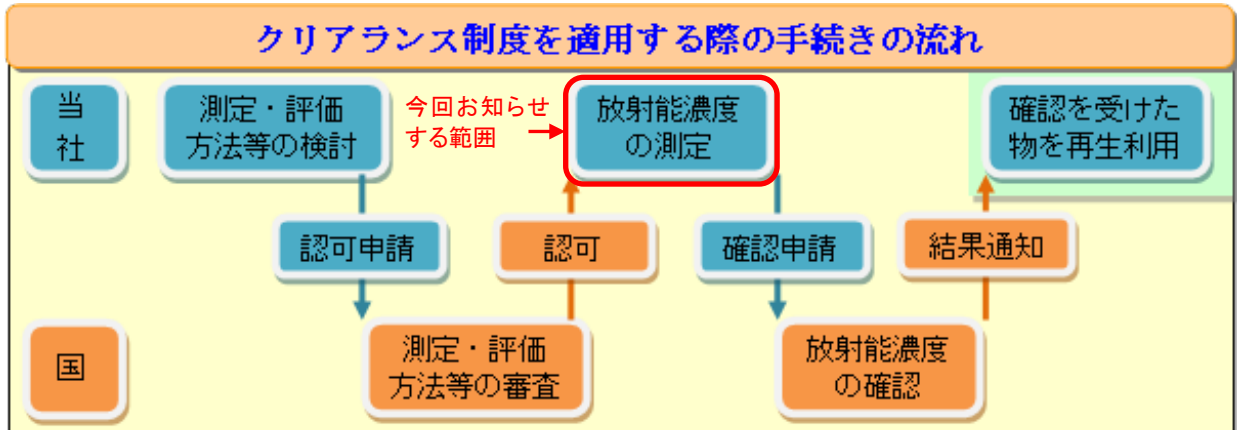 クリアランス制度を適用する際の手続きの流れ
当
社
測定・評価
方法等の検討
今回お知らせ
する範囲
放射能濃度
の測定
確認を受けた
物を再生利用
認可申請
認可
確認申請
結果通知
国
測定・評価
方法等の審査
放射能濃度
の確認